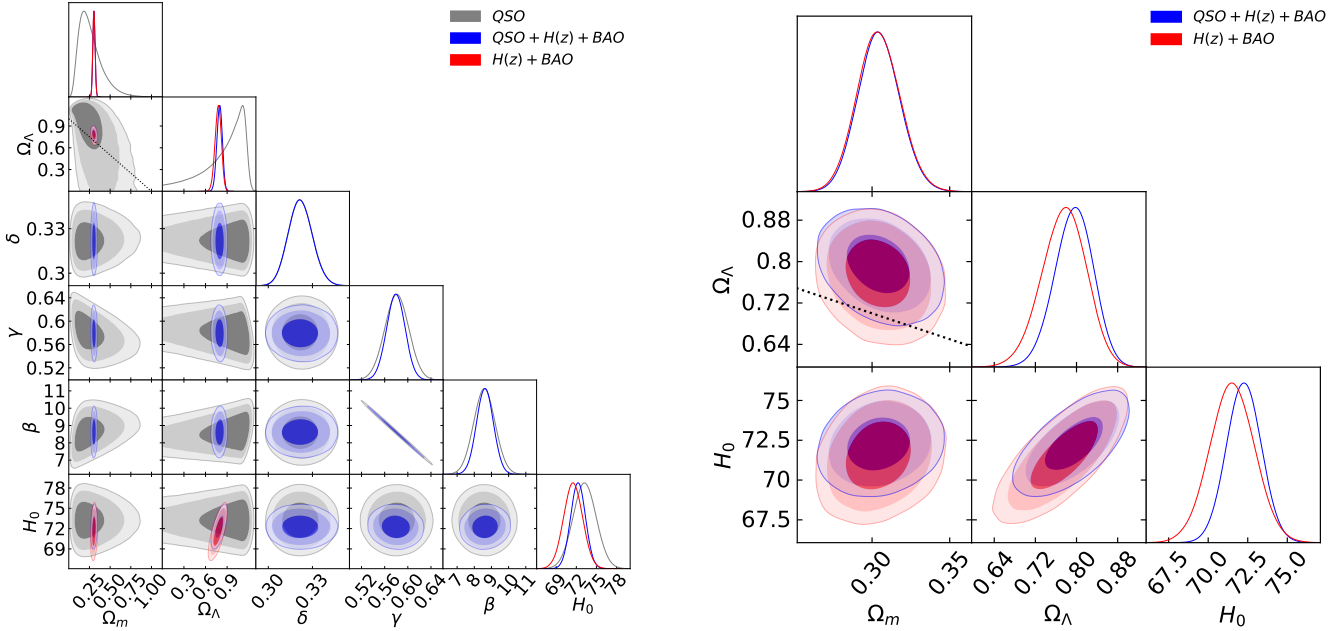 QSO
QSO + H(z) + BAO
H(z) + BAO
Ω_Λ
0.9
0.6
0.3
δ
0.33
0.3
γ
0.64
0.6
0.56
0.52
β
11
10
9
8
7
H_0
78
75
72
69
0.25 0.50 0.75 1.00
0.3 0.6 0.9
0.30 0.33
0.52 0.56 0.60 0.64
7 8 9 10 11
69 72 75 78
Ω_m Ω_Λ δ γ β H_0
QSO + H(z) + BAO
H(z) + BAO
Ω_Λ
0.88
0.8
0.72
0.64
H_0
75
72.5
70
67.5
0.30 0.35
0.64 0.72 0.80 0.88
67.5 70.0 72.5 75.0
Ω_m Ω_Λ H_0